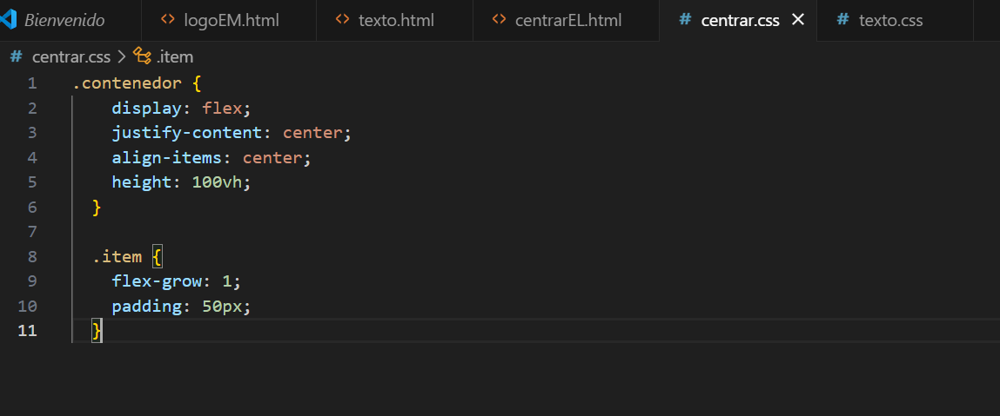 Bienvenido <> logoEM.html <> texto.html <> centrarEL.html # centrar.css × # texto.css
# centrar.css > .item
1 .contenedor {
2 display: flex;
3 justify-content: center;
4 align-items: center;
5 height: 100vh;
6 }
7
8 .item {
9 flex-grow: 1;
10 padding: 50px;
11 }